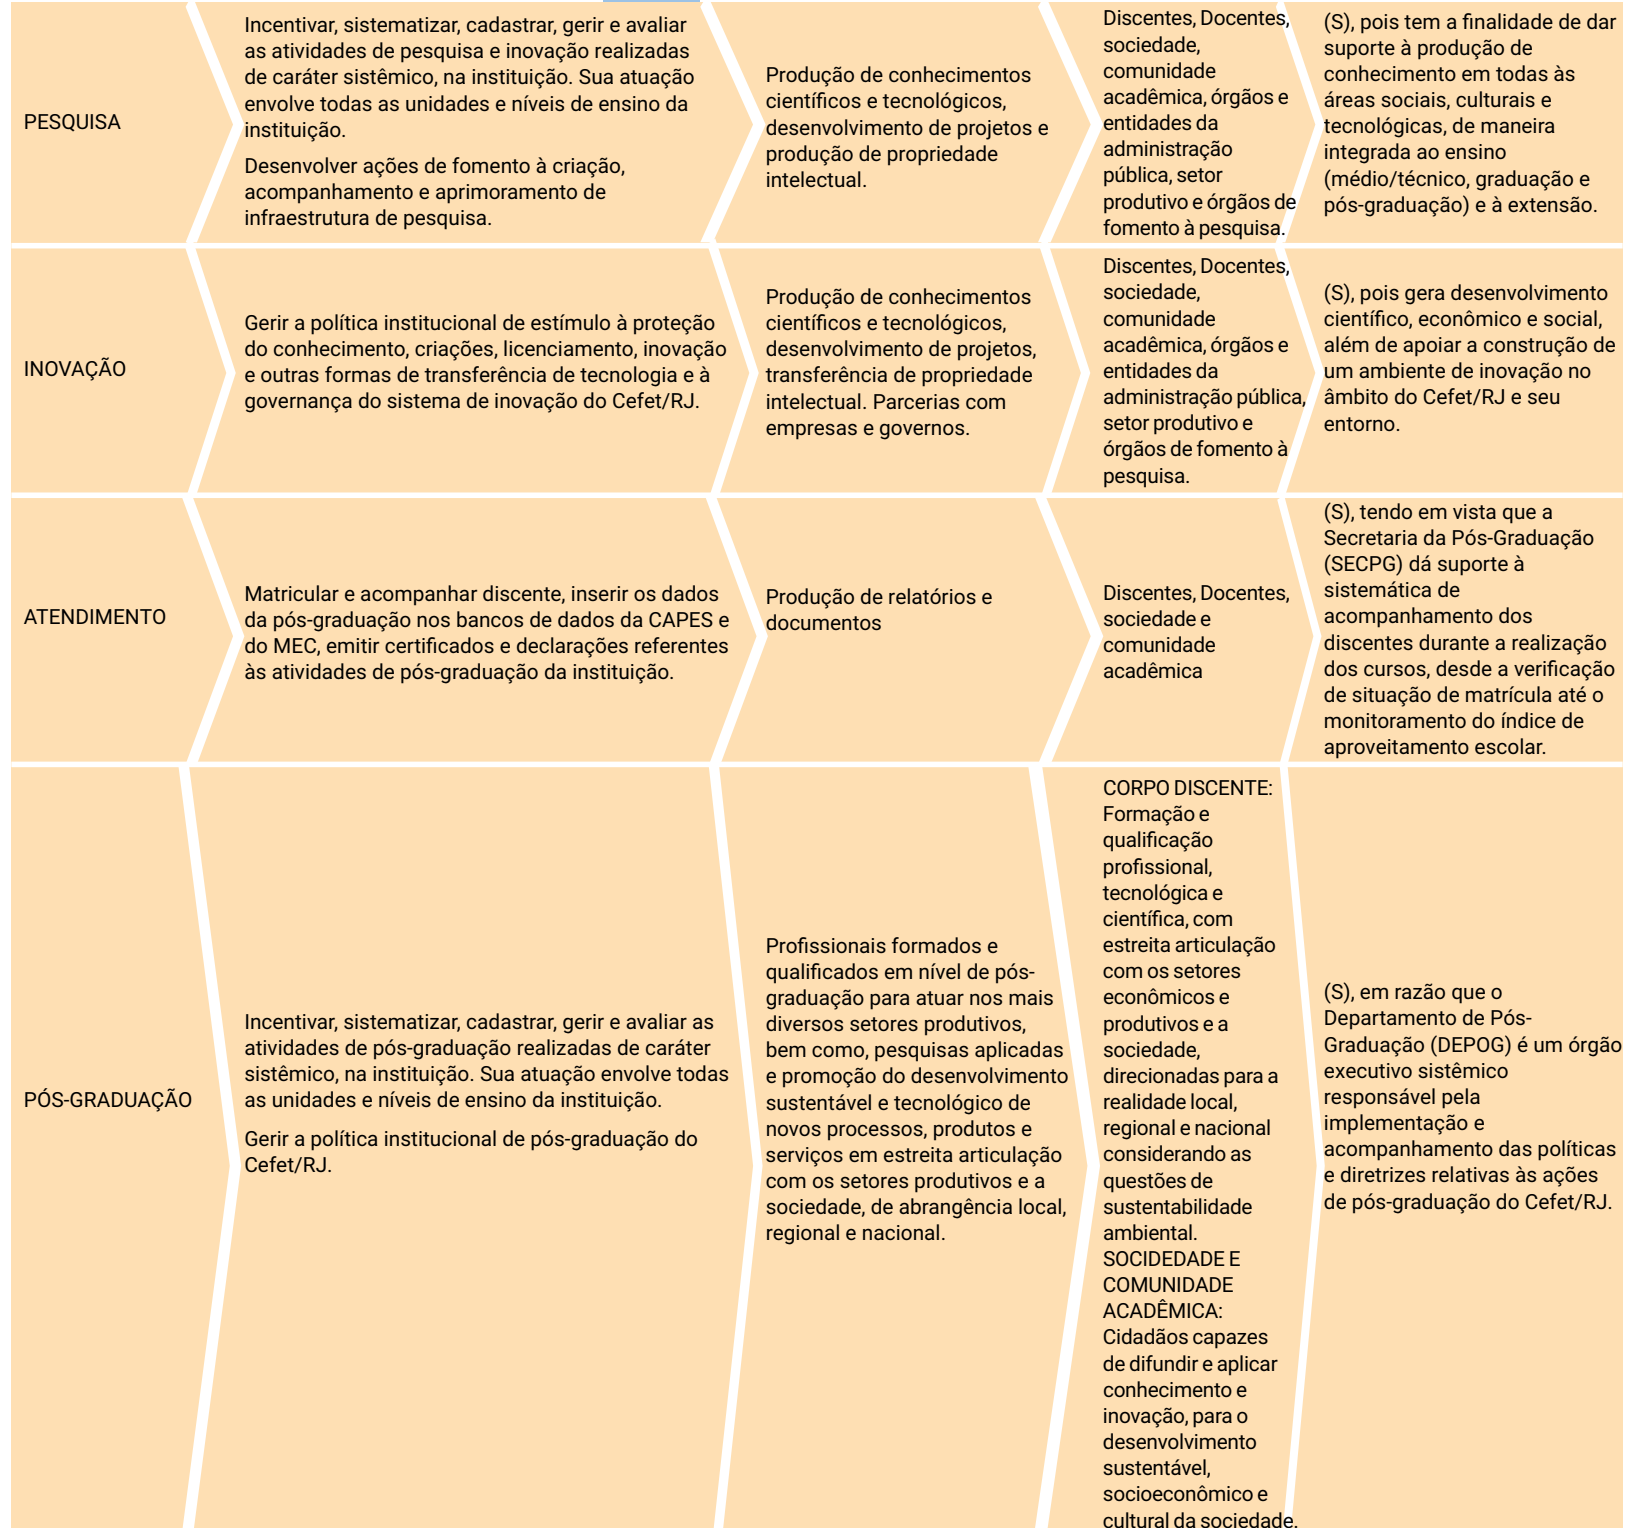 PESQUISA
Incentivar, sistematizar, cadastrar, gerir e avaliar
as atividades de pesquisa e inovação realizadas
de caráter sistêmico, na instituição. Sua atuação
envolve todas as unidades e níveis de ensino da
instituição.
Desenvolver ações de fomento à criação,
acompanhamento e aprimoramento de
infraestrutura de pesquisa.
Produção de conhecimentos
científicos e tecnológicos,
desenvolvimento de projetos e
produção de propriedade
intelectual.
Discentes, Docentes,
sociedade,
comunidade
acadêmica, órgãos e
entidades da
administração
pública, setor
produtivo e órgãos de
fomento à pesquisa.
(S), pois tem a finalidade de dar
suporte à produção de
conhecimento em todas às
áreas sociais, culturais e
tecnológicas, de maneira
integrada ao ensino
(médio/técnico, graduação e
pós-graduação) e à extensão.
INOVAÇÃO
Gerir a política institucional de estímulo à proteção
do conhecimento, criações, licenciamento, inovação
e outras formas de transferência de tecnologia e à
governança do sistema de inovação do Cefet/RJ.
Produção de conhecimentos
científicos e tecnológicos,
desenvolvimento de projetos,
transferência de propriedade
intelectual. Parcerias com
empresas e governos.
Discentes, Docentes,
sociedade,
comunidade
acadêmica, órgãos e
entidades da
administração pública,
setor produtivo e
órgãos de fomento à
pesquisa.
(S), pois gera desenvolvimento
científico, econômico e social,
além de apoiar a construção de
um ambiente de inovação no
âmbito do Cefet/RJ e seu
entorno.
ATENDIMENTO
Matricular e acompanhar discente, inserir os dados
da pós-graduação nos bancos de dados da CAPES e
do MEC, emitir certificados e declarações referentes
às atividades de pós-graduação da instituição.
Produção de relatórios e
documentos
Discentes, Docentes,
sociedade e
comunidade
acadêmica
(S), tendo em vista que a
Secretaria da Pós-Graduação
(SECPG) dá suporte à
sistemática de
acompanhamento dos
discentes durante a realização
dos cursos, desde a verificação
de situação de matrícula até o
monitoramento do índice de
aproveitamento escolar.
PÓS-GRADUAÇÃO
Incentivar, sistematizar, cadastrar, gerir e avaliar as
atividades de pós-graduação realizadas de caráter
sistêmico, na instituição. Sua atuação envolve todas
as unidades e níveis de ensino da instituição.
Gerir a política institucional de pós-graduação do
Cefet/RJ.
Profissionais formados e
qualificados em nível de pós-
graduação para atuar nos mais
diversos setores produtivos,
bem como, pesquisas aplicadas
e promoção do desenvolvimento
sustentável e tecnológico de
novos processos, produtos e
serviços em estreita articulação
com os setores produtivos e a
sociedade, de abrangência local,
regional e nacional.
CORPO DISCENTE:
Formação e
qualificação
profissional,
tecnológica e
científica, com
estreita articulação
com os setores
econômicos e
produtivos e a
sociedade,
direcionadas para a
realidade local,
regional e nacional
considerando as
questões de
sustentabilidade
ambiental.
SOCIDEDADE E
COMUNIDADE
ACADÊMICA:
Cidadãos capazes
de difundir e aplicar
conhecimento e
inovação, para o
desenvolvimento
sustentável,
socioeconômico e
cultural da sociedade.
(S), em razão que o
Departamento de Pós-
Graduação (DEPOG) é um órgão
executivo sistêmico
responsável pela
implementação e
acompanhamento das políticas
e diretrizes relativas às ações
de pós-graduação do Cefet/RJ.